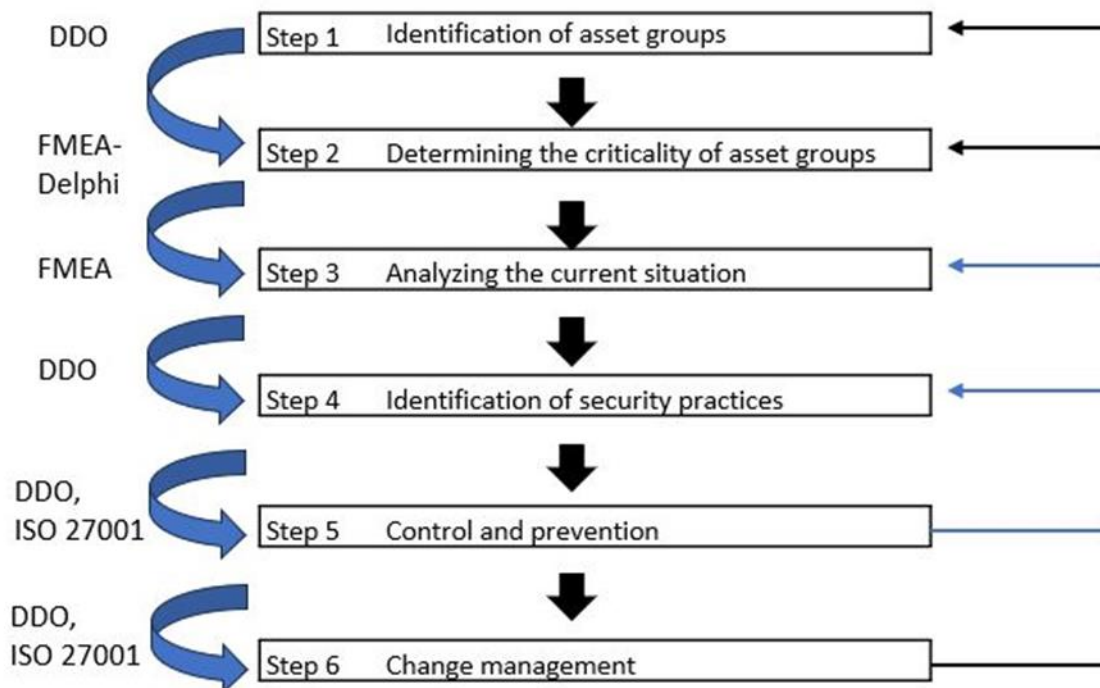 DDO
Step 1 Identification of asset groups
FMEA-
Delphi
Step 2 Determining the criticality of asset groups
FMEA
Step 3 Analyzing the current situation
DDO
Step 4 Identification of security practices
DDO,
ISO 27001
Step 5 Control and prevention
DDO,
ISO 27001
Step 6 Change management